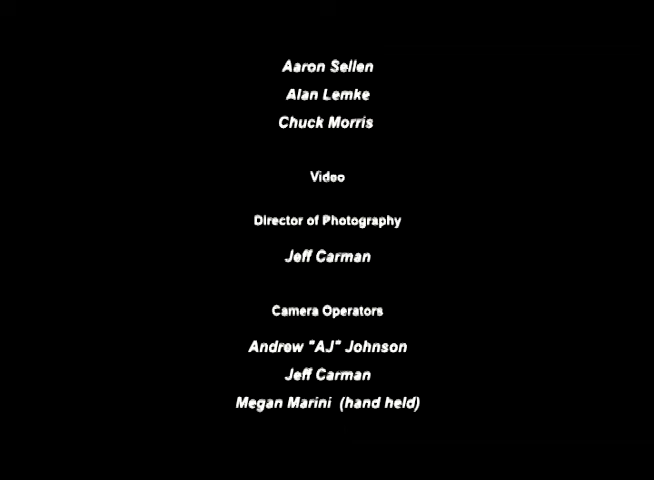 Aaron Sellen
Alan Lemke
Chuck Morris
Video
Director of Photography
Jeff Carman
Camera Operators
Andrew "AJ" Johnson
Jeff Carman
Megan Marini (hand held)